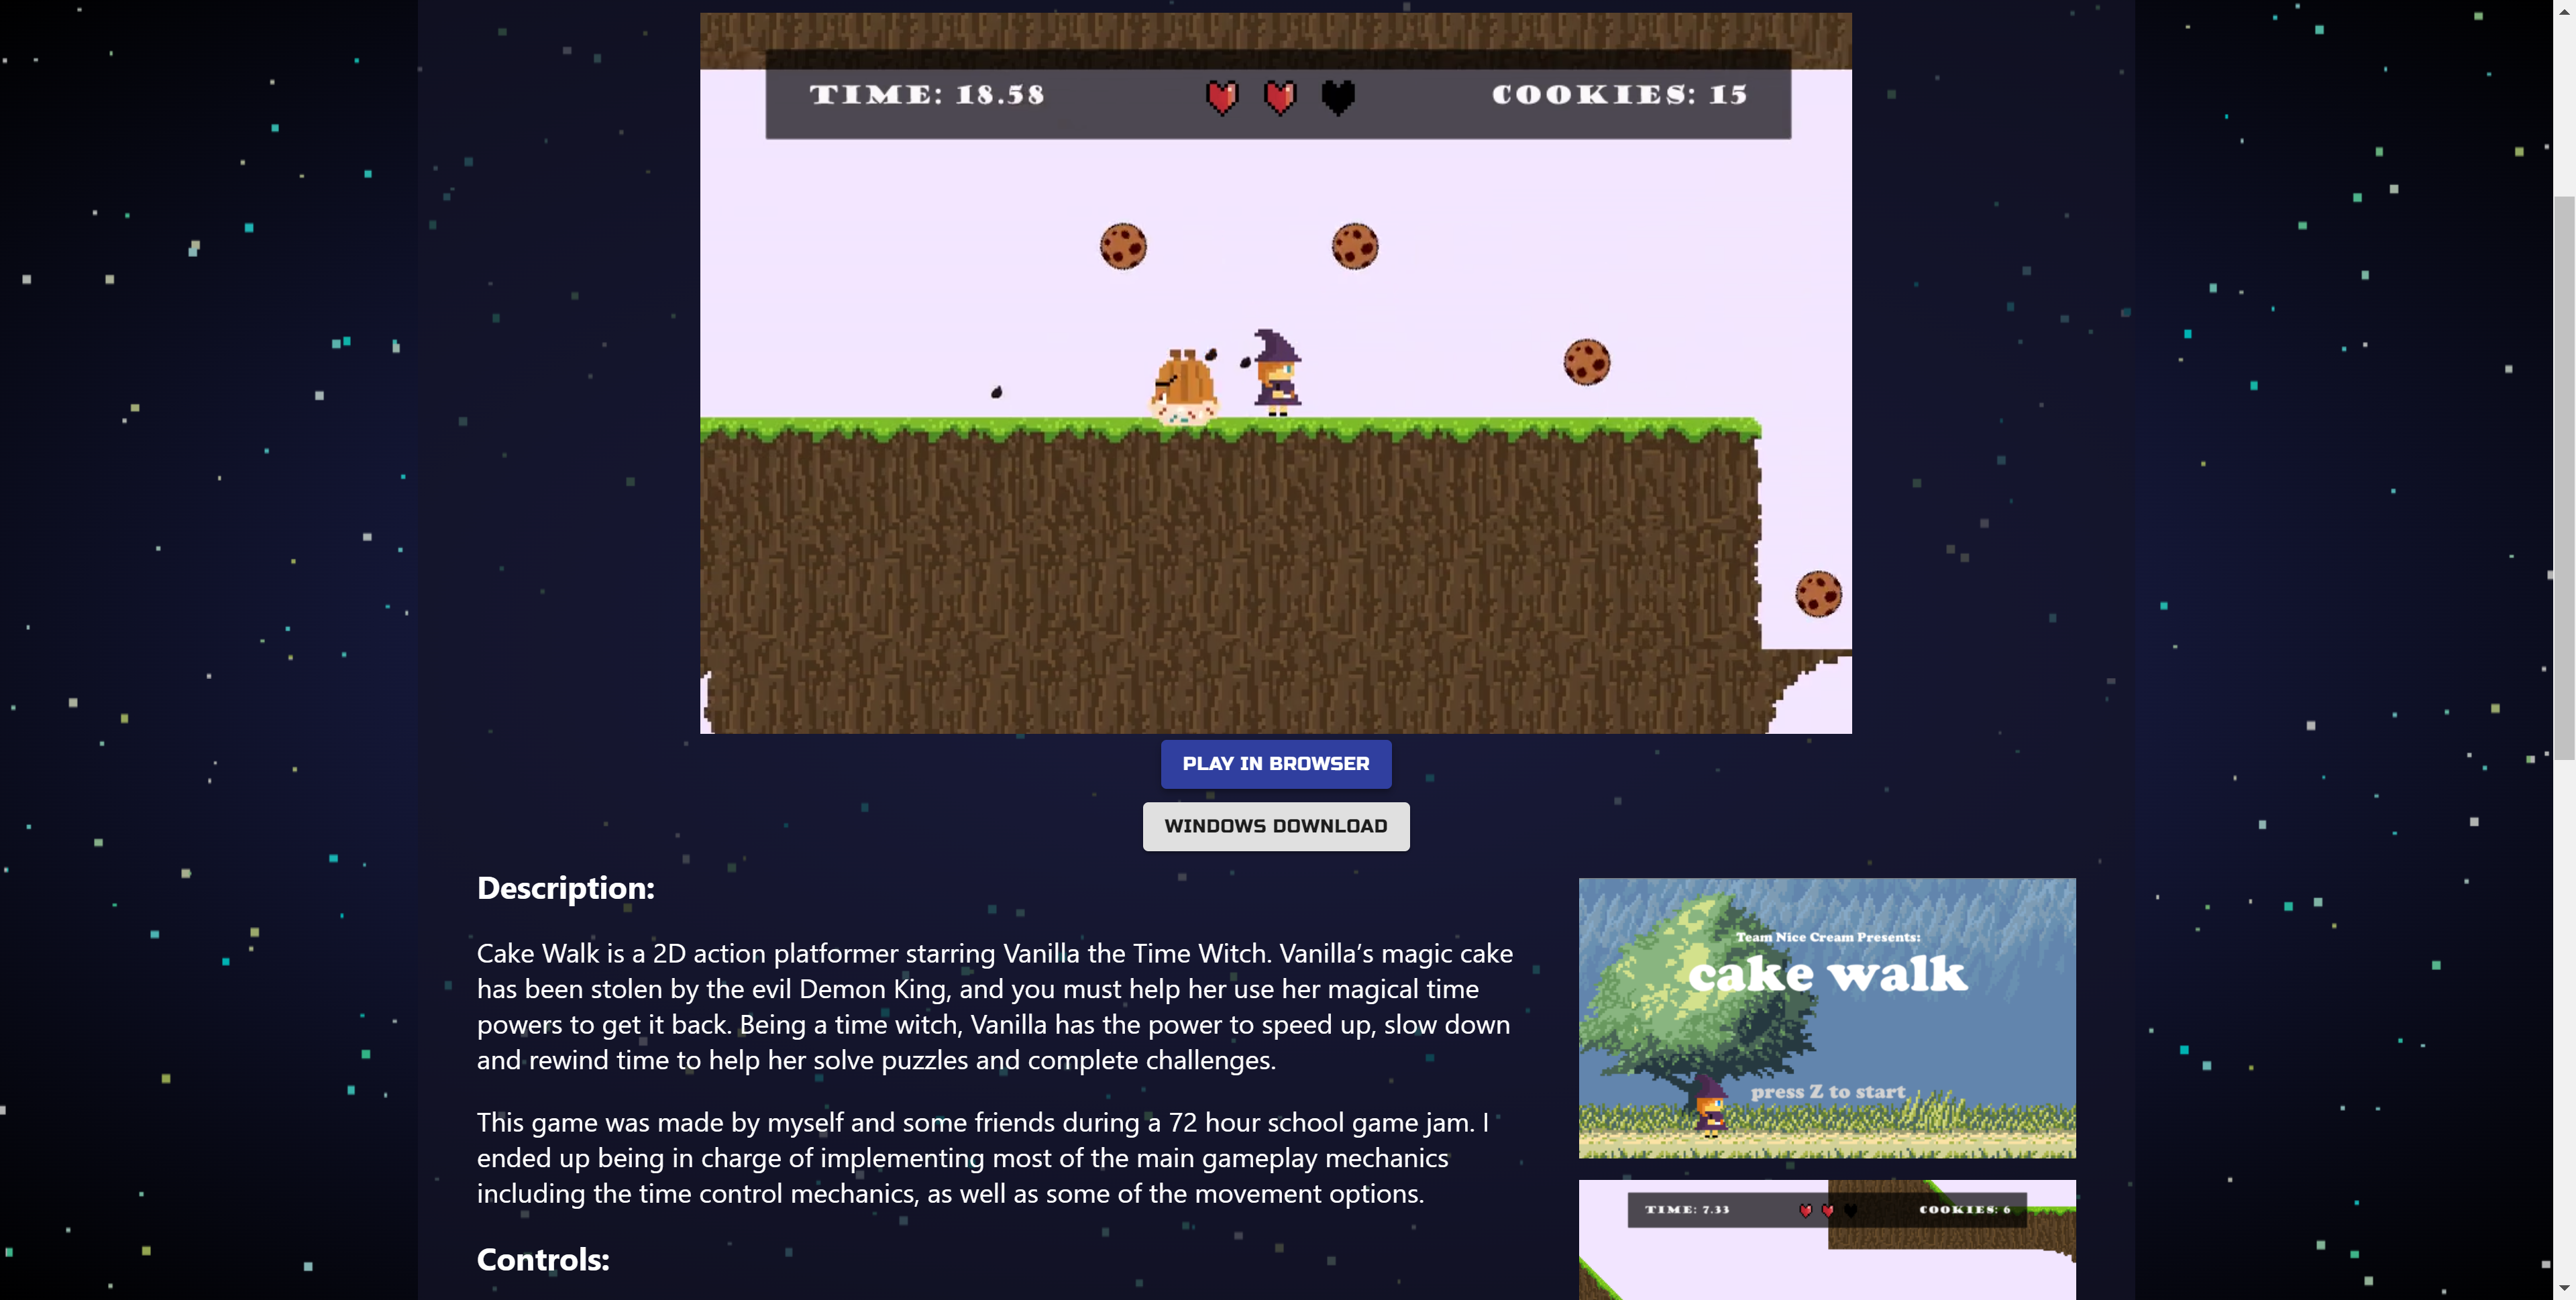 TIME: 18.58
COOKIES: 15
PLAY IN BROWSER
WINDOWS DOWNLOAD
Description:
Cake Walk is a 2D action platformer starring Vanilla the Time Witch. Vanilla’s magic cake
has been stolen by the evil Demon King, and you must help her use her magical time
powers to get it back. Being a time witch, Vanilla has the power to speed up, slow down
and rewind time to help her solve puzzles and complete challenges.
This game was made by myself and some friends during a 72 hour school game jam. I
ended up being in charge of implementing most of the main gameplay mechanics
including the time control mechanics, as well as some of the movement options.
Controls:
Team Nice Cream Presents:
cake walk
press Z to start
TIME: 7.33
COOKIES: 6